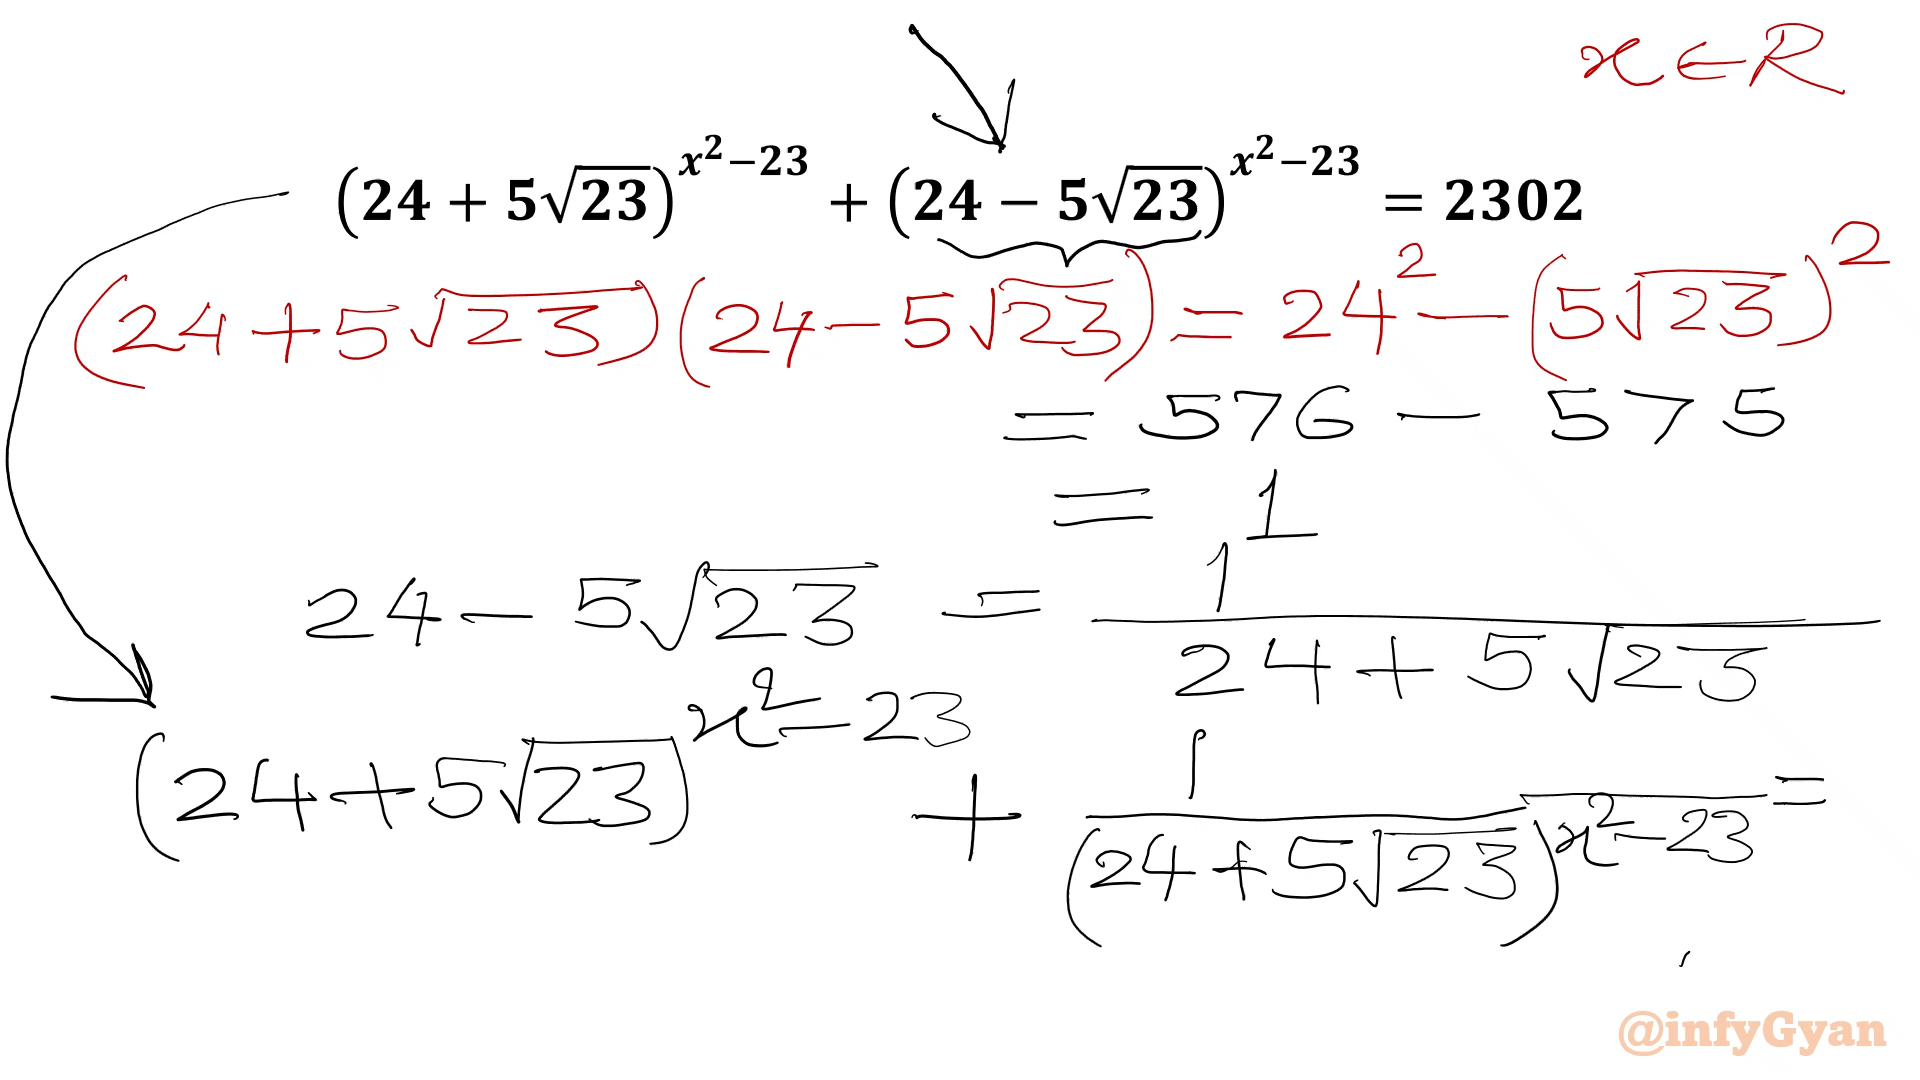 x ∈ R
(24 + 5√23)^(x²−23) + (24 − 5√23)^(x²−23) = 2302
(24 + 5√23)(24 − 5√23) = 24² − (5√23)²
= 576 − 575
= 1
24 − 5√23 = 1/(24 + 5√23)
(24 + 5√23)^(x²−23) + 1/(24 + 5√23)^(x²−23) =
@infyGyan